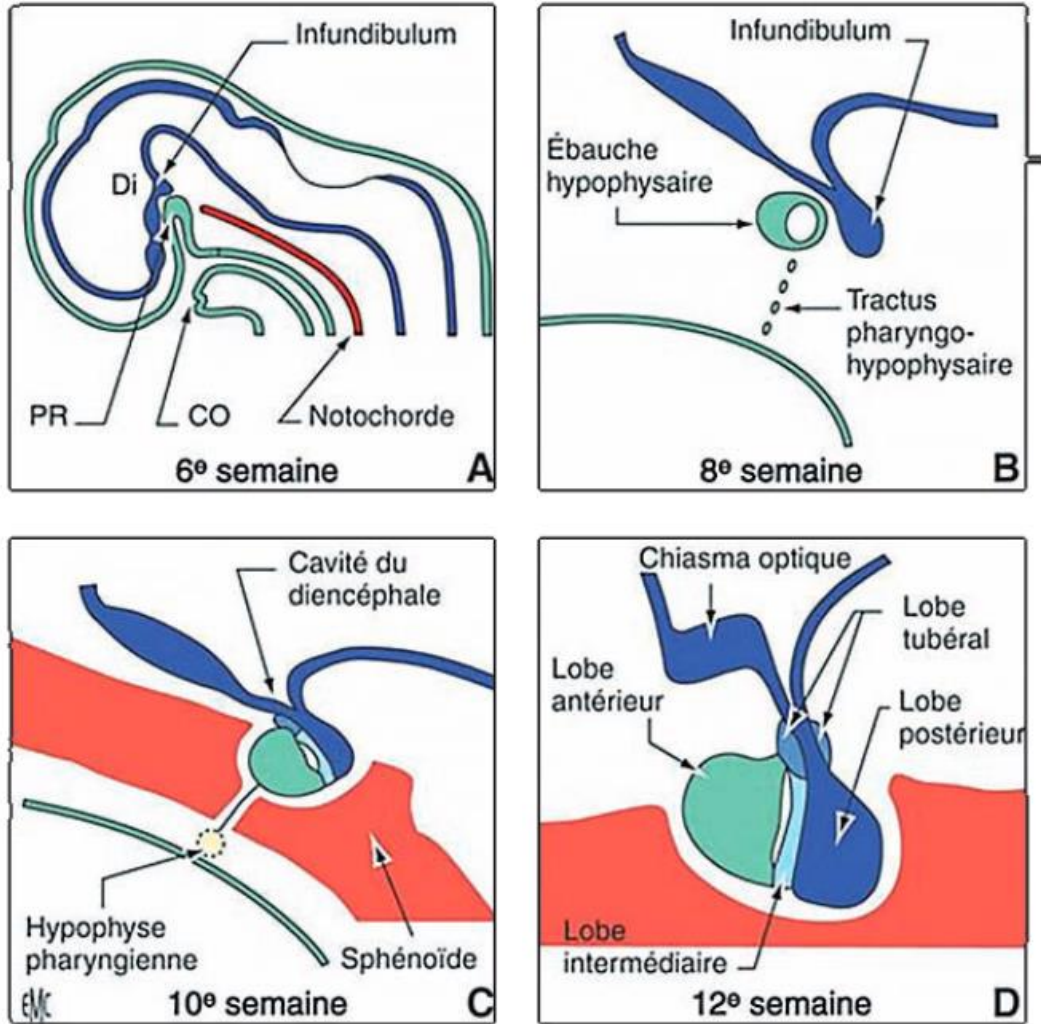 Infundibulum
Di
PR
CO
Notochorde
6e semaine
A
Infundibulum
Ébauche
hypophysaire
Tractus
pharyngo-
hypophysaire
8e semaine
B
Cavité du
diencéphale
Hypophyse
pharyngienne
Sphénoïde
EMC
10e semaine
C
Chiasma optique
Lobe
tubéral
Lobe
antérieur
Lobe
postérieur
Lobe
intermédiaire
12e semaine
D